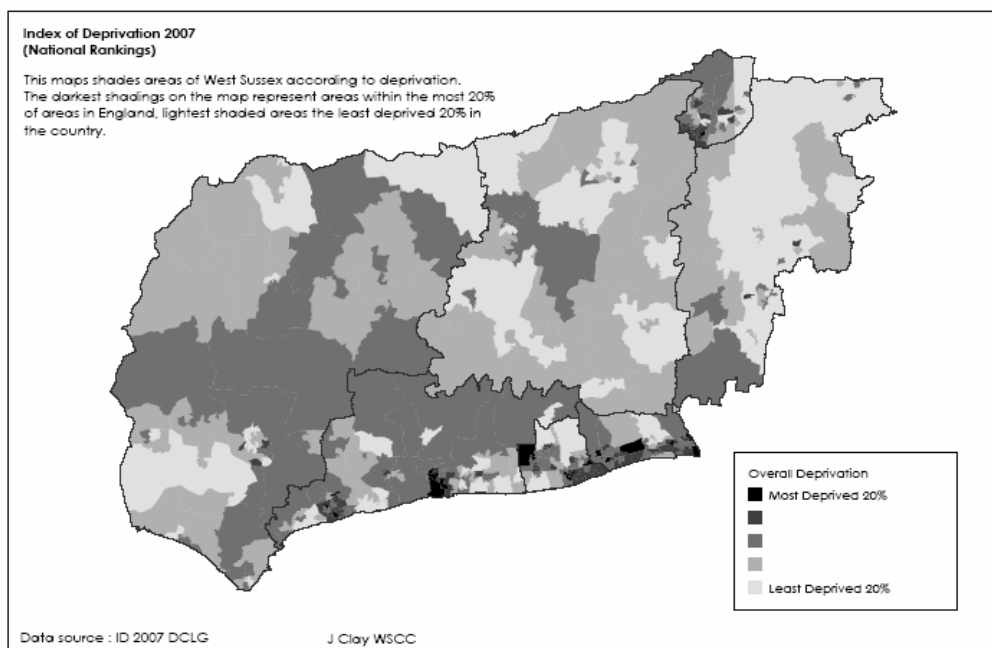 Index of Deprivation 2007
(National Rankings)
This maps shades areas of West Sussex according to deprivation.
The darkest shadings on the map represent areas within the most 20%
of areas in England, lightest shaded areas the least deprived 20% in
the country.
Overall Deprivation
Most Deprived 20%
Least Deprived 20%
Data source : ID 2007 DCLG
J Clay WSCC